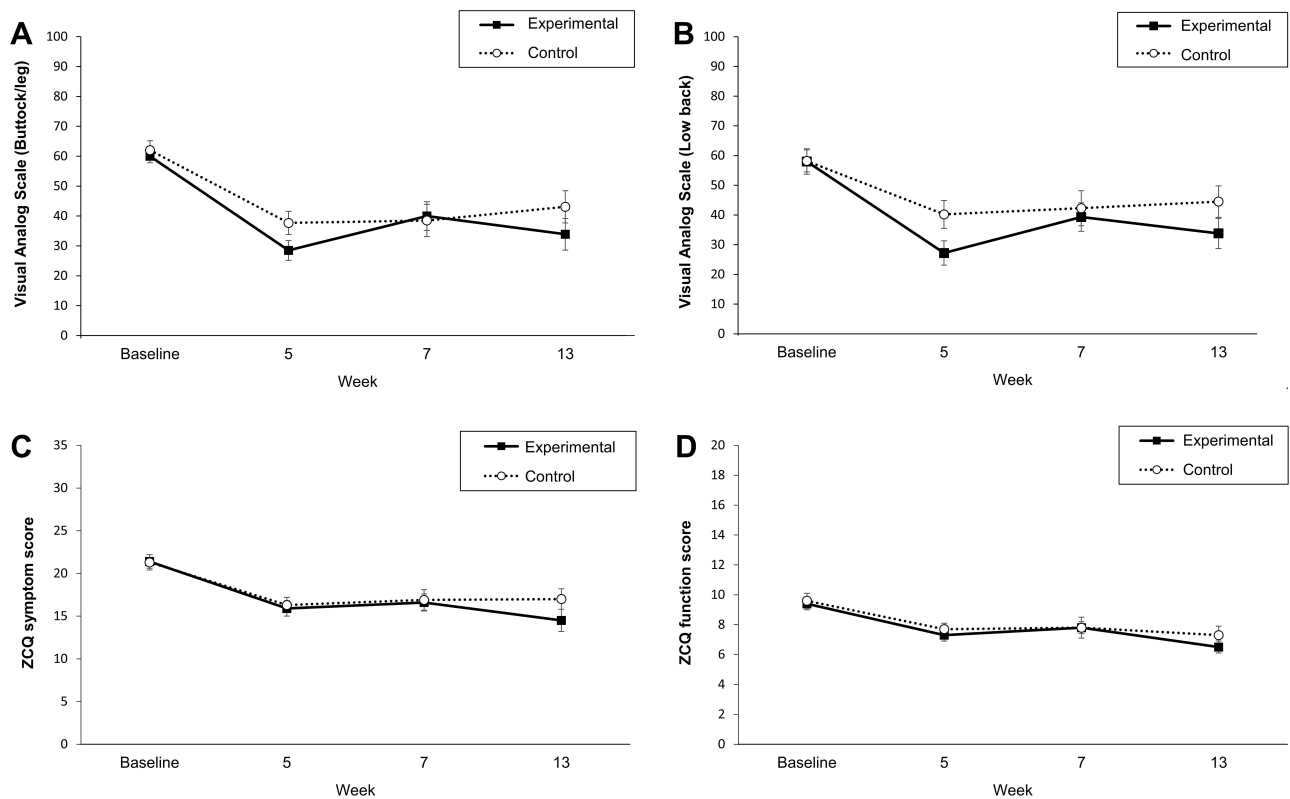 A
Visual Analog Scale (Buttock/leg)
Experimental
Control
100
90
80
70
60
50
40
30
20
10
0
Baseline 5 7 13
Week
B
Visual Analog Scale (Low back)
Experimental
Control
100
90
80
70
60
50
40
30
20
10
0
Baseline 5 7 13
Week
C
ZCQ symptom score
Experimental
Control
35
30
25
20
15
10
5
0
Baseline 5 7 13
Week
D
ZCQ function score
Experimental
Control
20
18
16
14
12
10
8
6
4
2
0
Baseline 5 7 13
Week